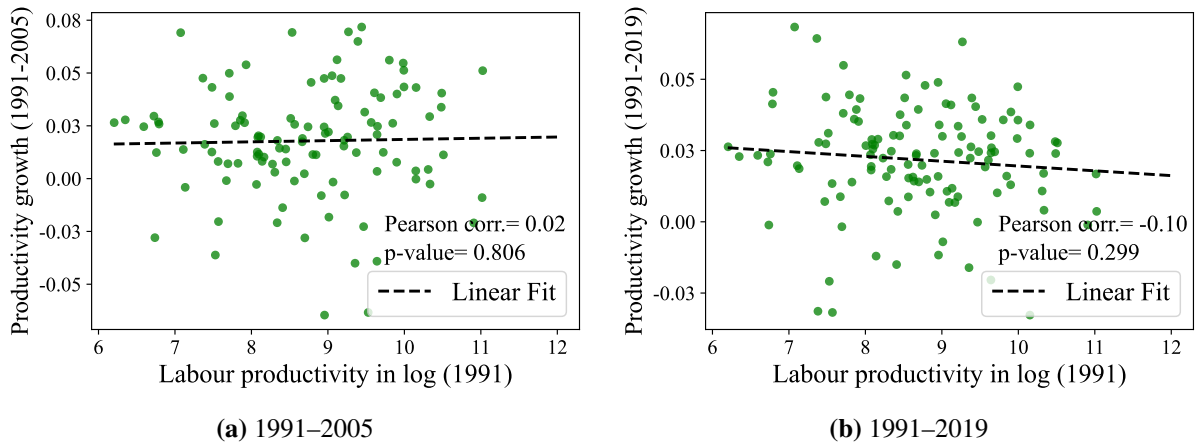 Productivity growth (1991-2005)
0.08
0.05
0.03
0.00
-0.03
-0.05
Pearson corr.= 0.02
p-value= 0.806
Linear Fit
6 7 8 9 10 11 12
Labour productivity in log (1991)
(a) 1991–2005
Productivity growth (1991-2019)
0.05
0.03
0.00
-0.03
Pearson corr.= -0.10
p-value= 0.299
Linear Fit
6 7 8 9 10 11 12
Labour productivity in log (1991)
(b) 1991–2019